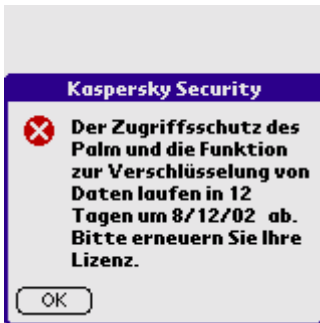 Kaspersky Security
Der Zugriffsschutz des
Palm und die Funktion
zur Verschlüsselung von
Daten laufen in 12
Tagen um 8/12/02 ab.
Bitte erneuern Sie Ihre
Lizenz.
OK